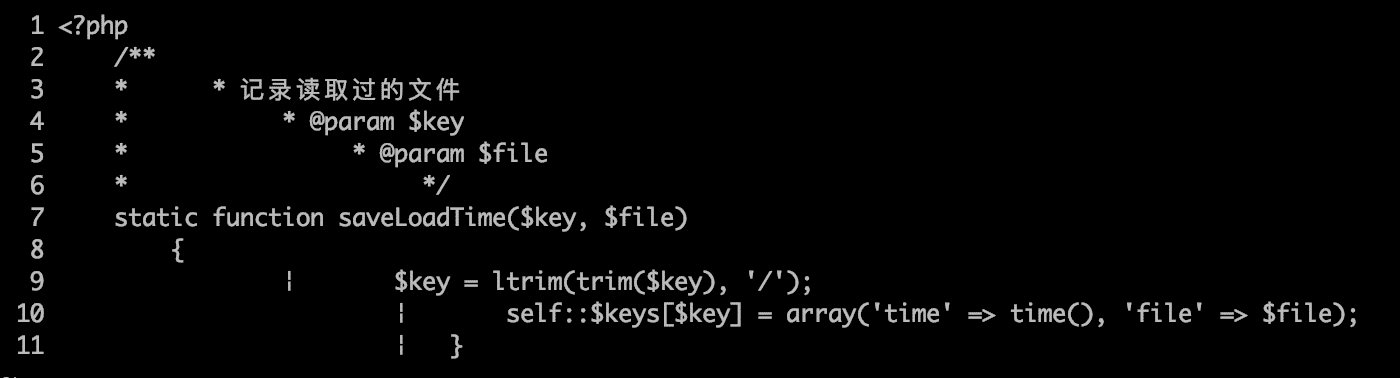 1 <?php
2     /**
3     *      * 记录读取过的文件
4     *           * @param $key
5     *                * @param $file
6     *                     */
7     static function saveLoadTime($key, $file)
8         {
9                 ¦       $key = ltrim(trim($key), '/');
10                         ¦       self::$keys[$key] = array('time' => time(), 'file' => $file);
11                         ¦   }